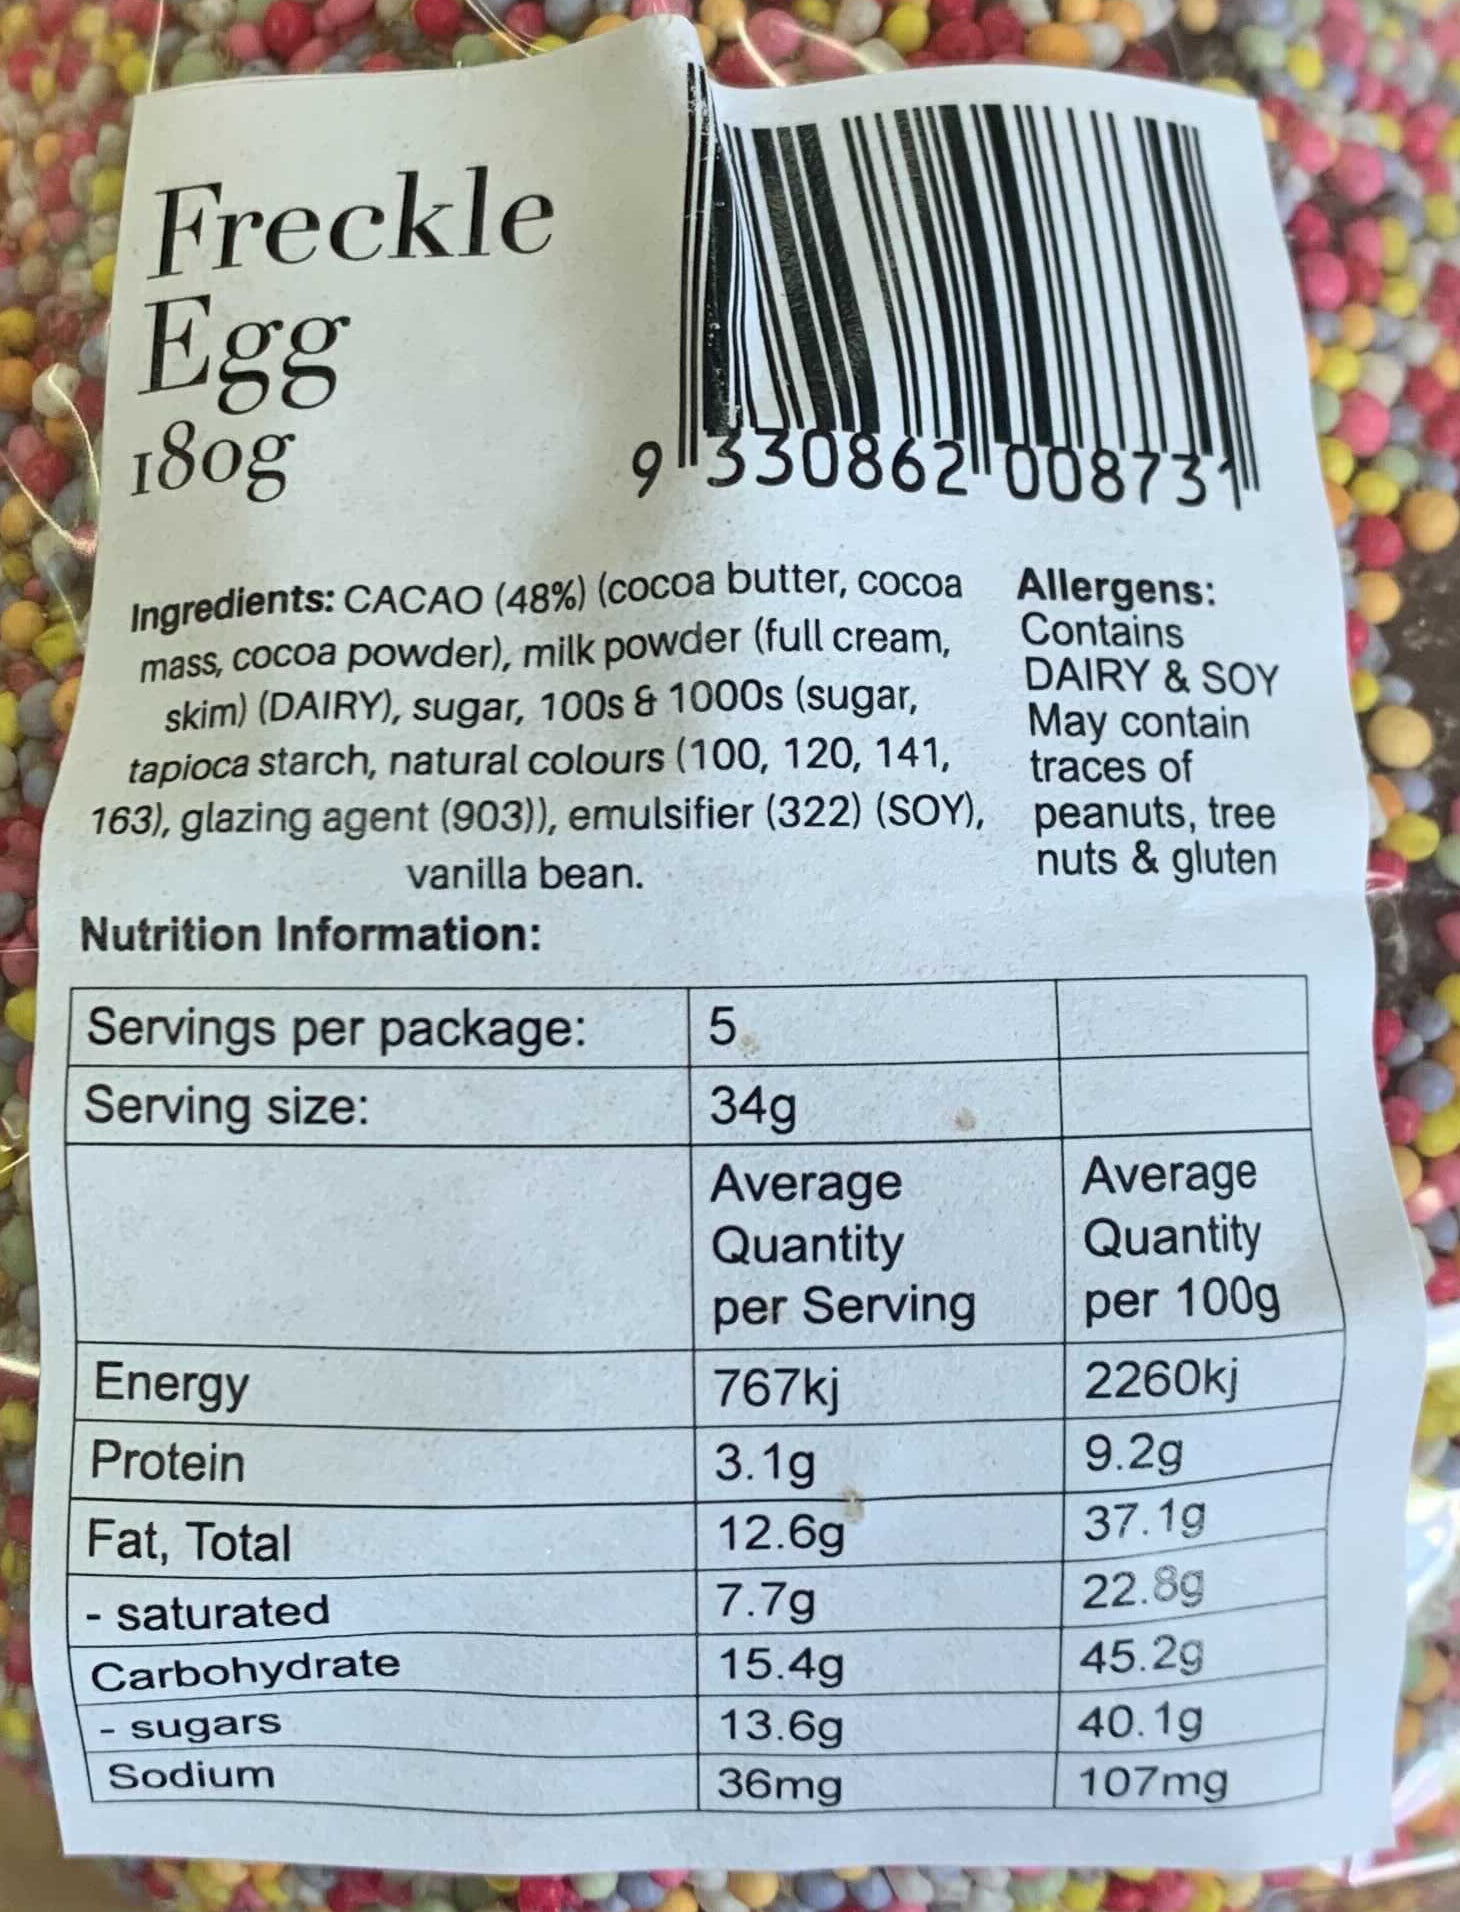 Freckle
Egg
180g
9 330862 008731
Ingredients: CACAO (48%) (cocoa butter, cocoa
mass, cocoa powder), milk powder (full cream,
skim) (DAIRY), sugar, 100s & 1000s (sugar,
tapioca starch, natural colours (100, 120, 141,
163), glazing agent (903)), emulsifier (322) (SOY),
vanilla bean.
Allergens:
Contains
DAIRY & SOY
May contain
traces of
peanuts, tree
nuts & gluten
Nutrition Information:
Servings per package: 5
Serving size: 34g
Average Quantity per Serving
Average Quantity per 100g
Energy 767kj 2260kj
Protein 3.1g 9.2g
Fat, Total 12.6g 37.1g
- saturated 7.7g 22.8g
Carbohydrate 15.4g 45.2g
- sugars 13.6g 40.1g
Sodium 36mg 107mg